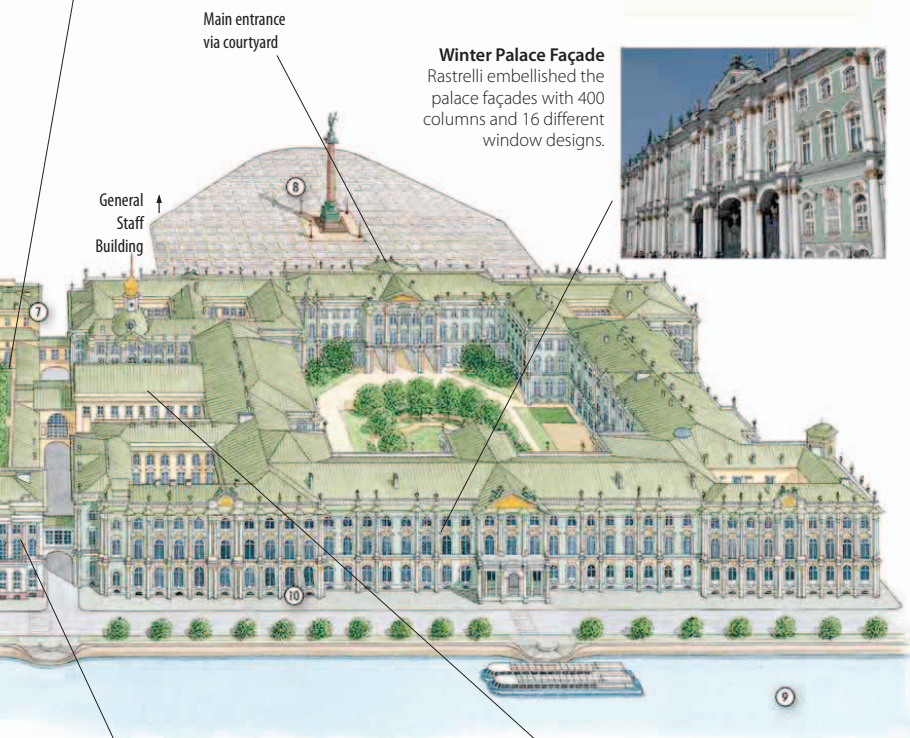 Main entrance
via courtyard
Winter Palace Façade
Rastrelli embellished the
palace façades with 400
columns and 16 different
window designs.
8
General
Staff
Building
7
10
9